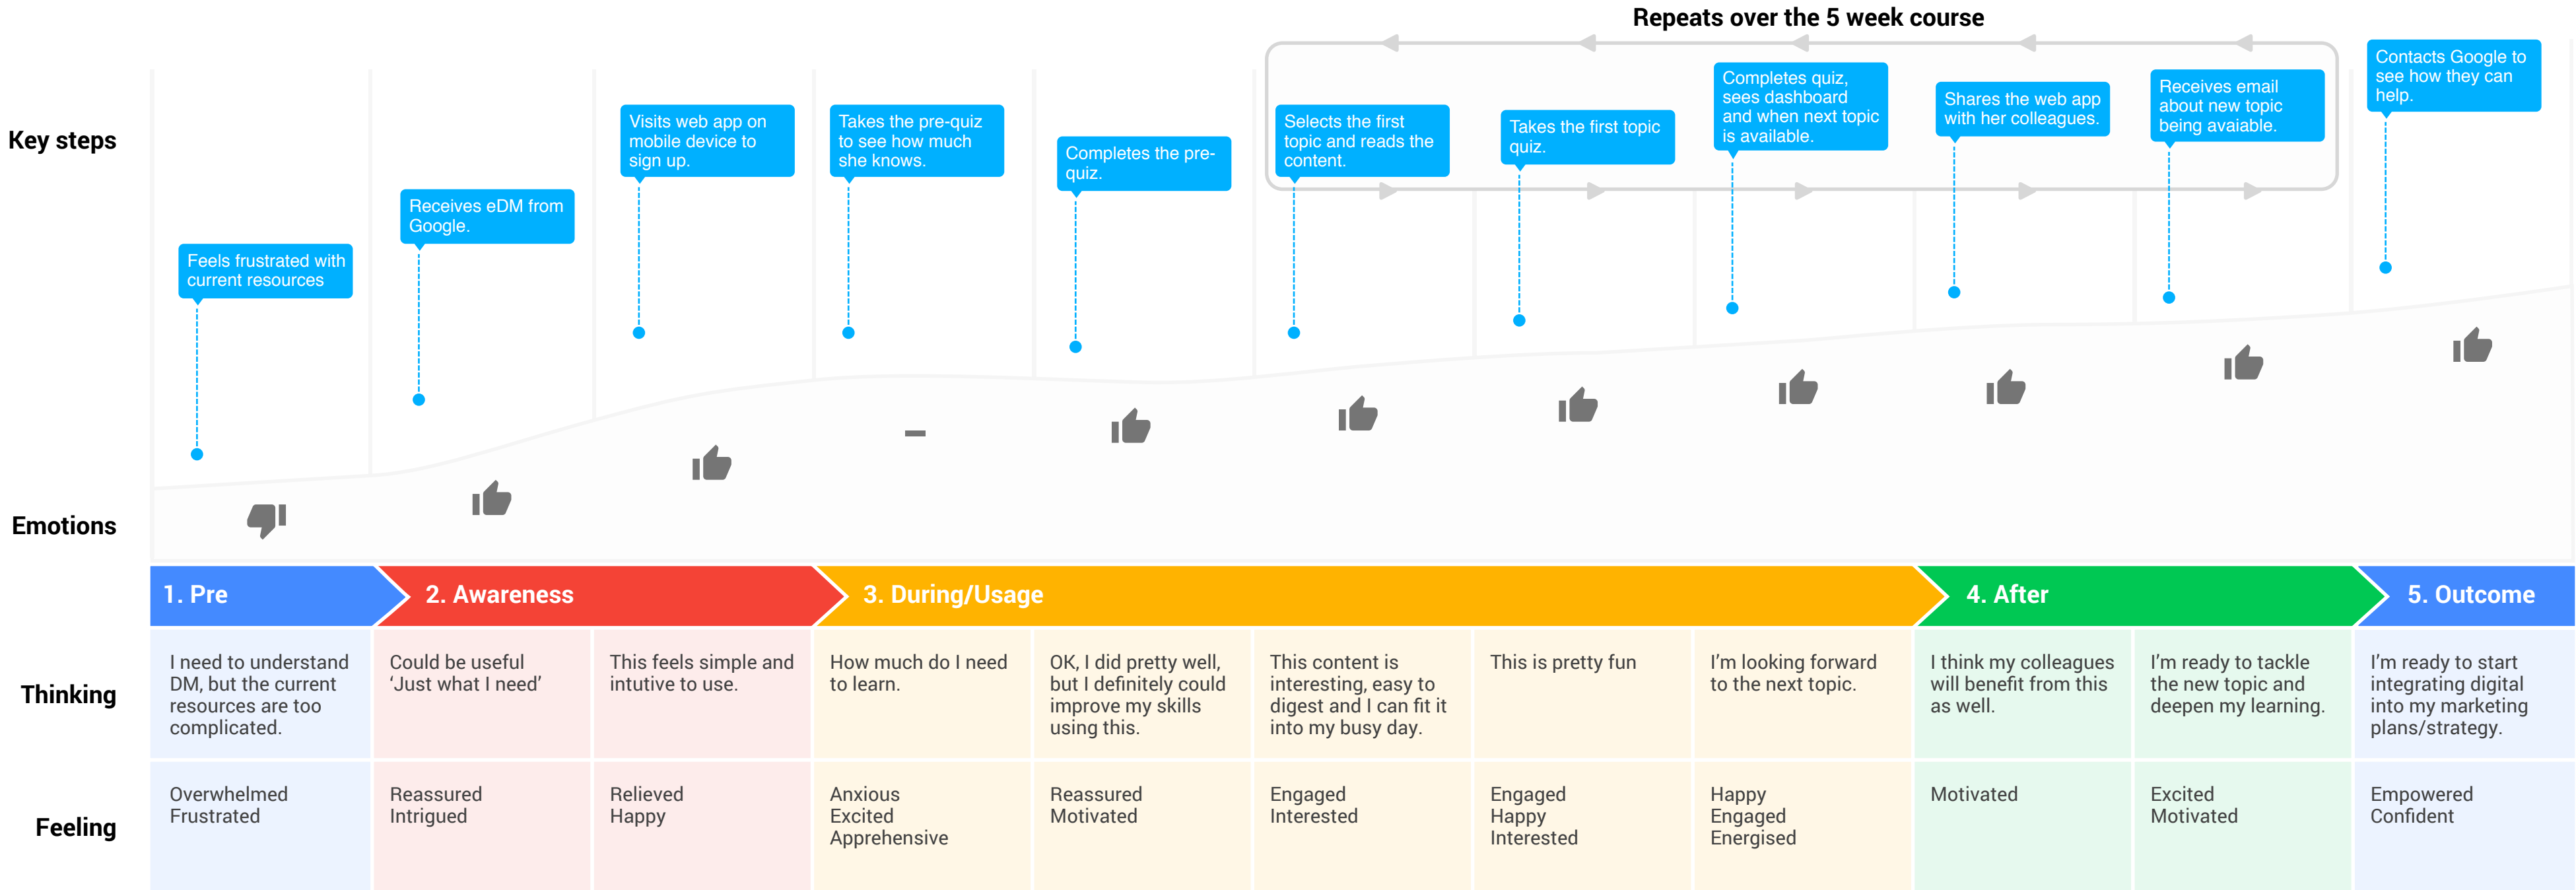 Repeats over the 5 week course
Key steps
Feels frustrated with
current resources
Receives eDM from
Google.
Visits web app on
mobile device to
sign up.
Takes the pre-quiz
to see how much
she knows.
Completes the pre-
quiz.
Selects the first
topic and reads the
content.
Takes the first topic
quiz.
Completes quiz,
sees dashboard
and when next topic
is available.
Shares the web app
with her colleagues.
Receives email
about new topic
being avaiable.
Contacts Google to
see how they can
help.
Emotions
1. Pre
2. Awareness
3. During/Usage
4. After
5. Outcome
Thinking
I need to understand
DM, but the current
resources are too
complicated.
Could be useful
‘Just what I need’
This feels simple and
intutive to use.
How much do I need
to learn.
OK, I did pretty well,
but I definitely could
improve my skills
using this.
This content is
interesting, easy to
digest and I can fit it
into my busy day.
This is pretty fun
I’m looking forward
to the next topic.
I think my colleagues
will benefit from this
as well.
I’m ready to tackle
the new topic and
deepen my learning.
I’m ready to start
integrating digital
into my marketing
plans/strategy.
Feeling
Overwhelmed
Frustrated
Reassured
Intrigued
Relieved
Happy
Anxious
Excited
Apprehensive
Reassured
Motivated
Engaged
Interested
Engaged
Happy
Interested
Happy
Engaged
Energised
Motivated
Excited
Motivated
Empowered
Confident